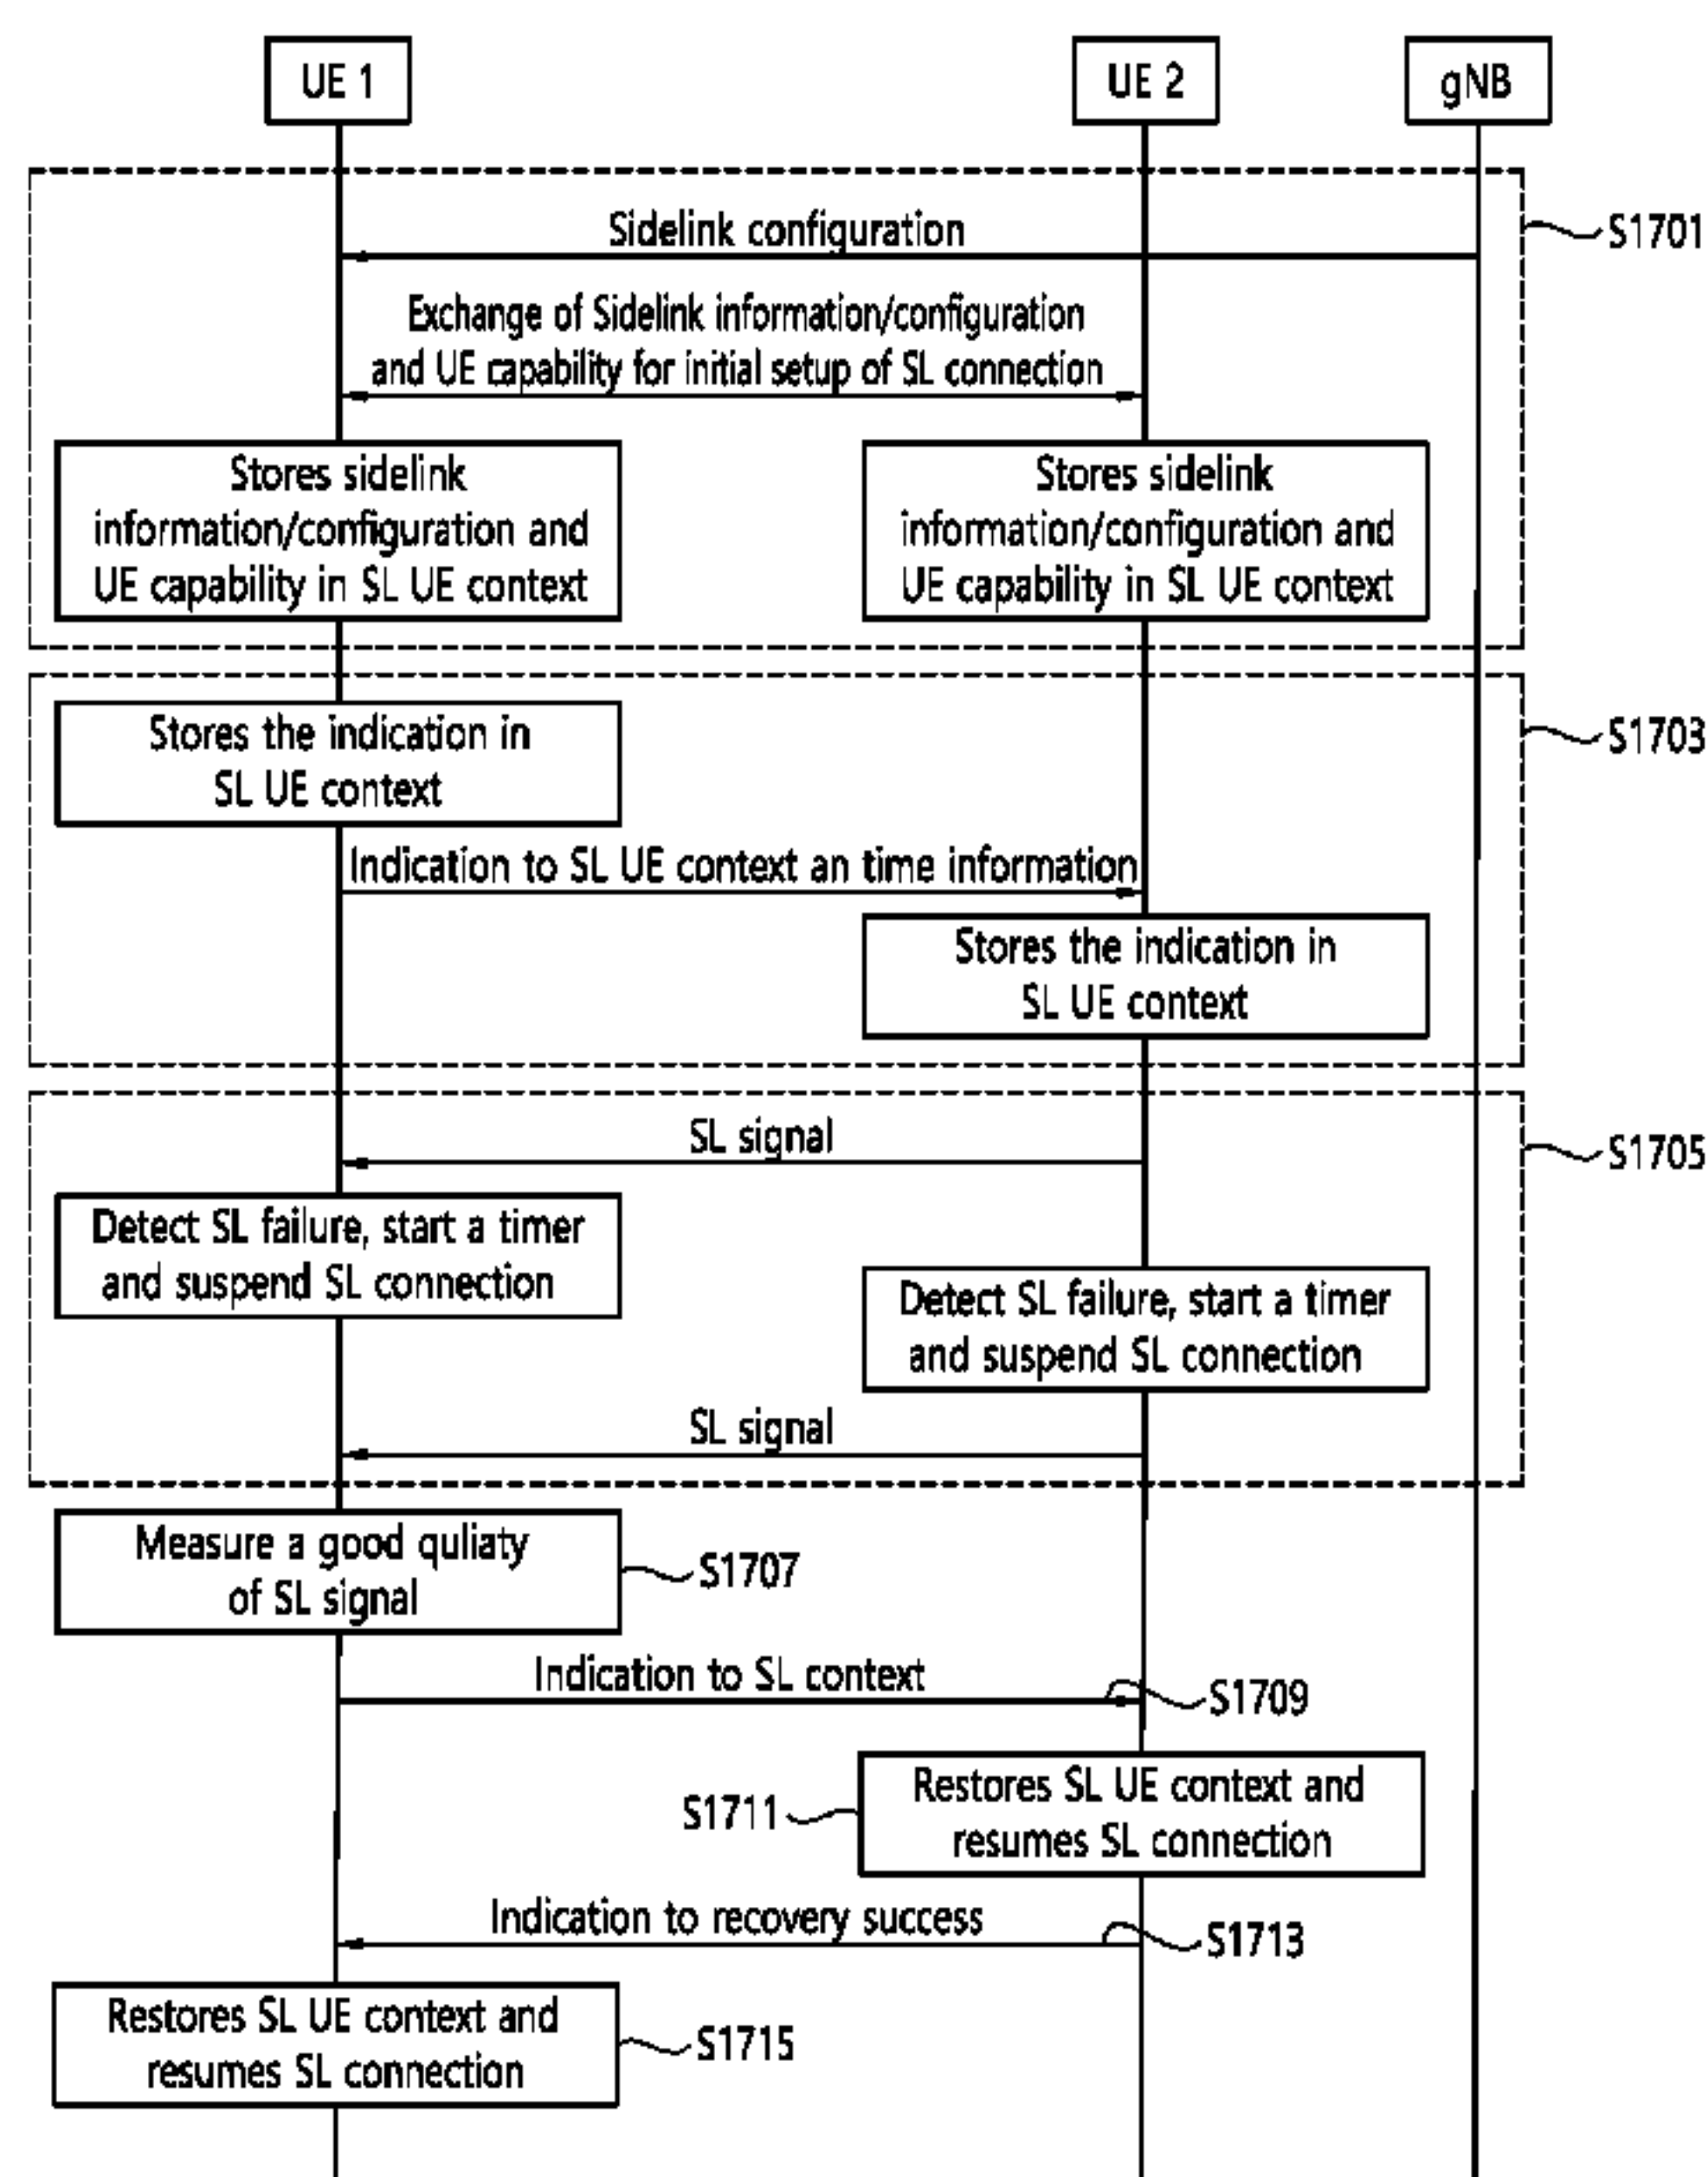 UE 1
UE 2
gNB
Sidelink configuration
S1701
Exchange of Sidelink information/configuration
and UE capability for initial setup of SL connection
Stores sidelink
information/configuration and
UE capability in SL UE context
Stores sidelink
information/configuration and
UE capability in SL UE context
Stores the indication in
SL UE context
S1703
Indication to SL UE context an time information
Stores the indication in
SL UE context
SL signal
S1705
Detect SL failure, start a timer
and suspend SL connection
Detect SL failure, start a timer
and suspend SL connection
SL signal
Measure a good quliaty
of SL signal
S1707
Indication to SL context
S1709
Restores SL UE context and
resumes SL connection
S1711
Indication to recovery success
S1713
Restores SL UE context and
resumes SL connection
S1715